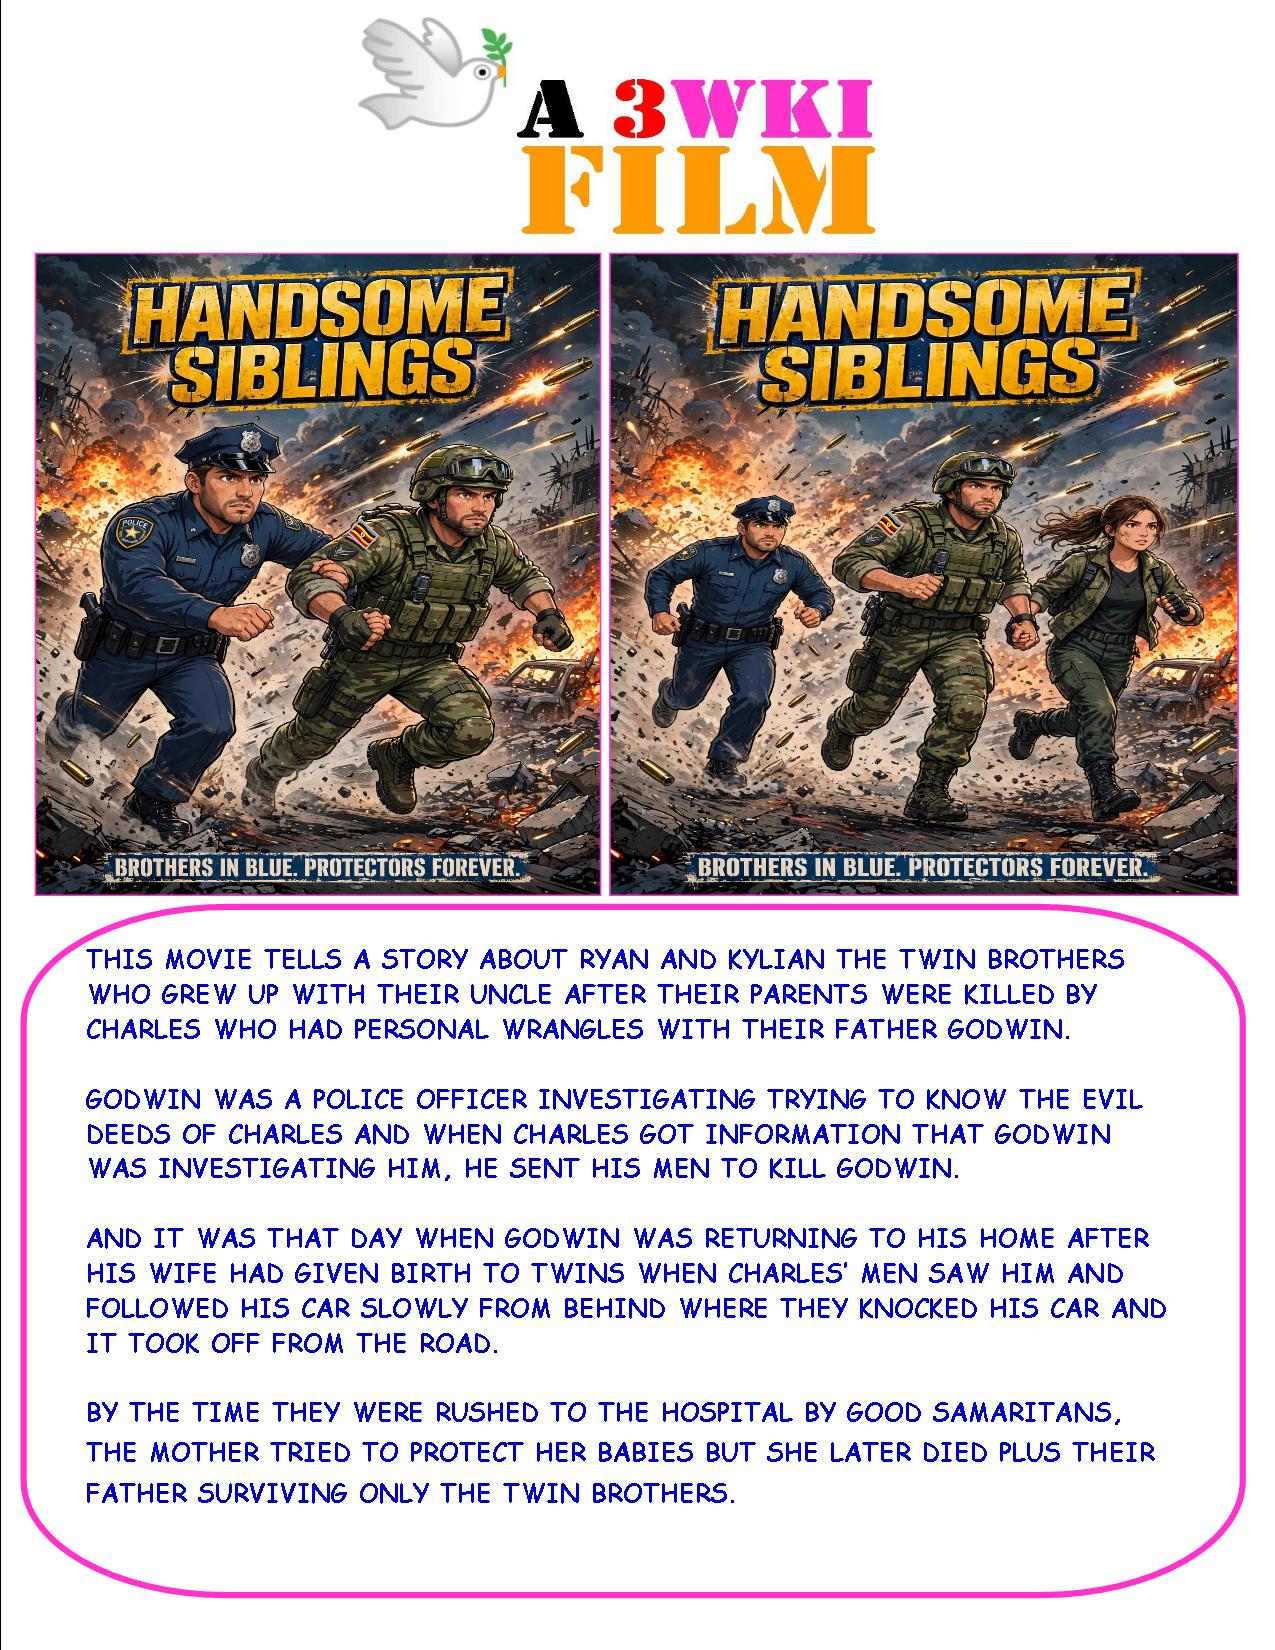 A 3WKI
FILM
HANDSOME
SIBLINGS
POLICE
BROTHERS IN BLUE. PROTECTORS FOREVER.
HANDSOME
SIBLINGS
BROTHERS IN BLUE. PROTECTORS FOREVER.
THIS MOVIE TELLS A STORY ABOUT RYAN AND KYLIAN THE TWIN BROTHERS
WHO GREW UP WITH THEIR UNCLE AFTER THEIR PARENTS WERE KILLED BY
CHARLES WHO HAD PERSONAL WRANGLES WITH THEIR FATHER GODWIN.
GODWIN WAS A POLICE OFFICER INVESTIGATING TRYING TO KNOW THE EVIL
DEEDS OF CHARLES AND WHEN CHARLES GOT INFORMATION THAT GODWIN
WAS INVESTIGATING HIM, HE SENT HIS MEN TO KILL GODWIN.
AND IT WAS THAT DAY WHEN GODWIN WAS RETURNING TO HIS HOME AFTER
HIS WIFE HAD GIVEN BIRTH TO TWINS WHEN CHARLES' MEN SAW HIM AND
FOLLOWED HIS CAR SLOWLY FROM BEHIND WHERE THEY KNOCKED HIS CAR AND
IT TOOK OFF FROM THE ROAD.
BY THE TIME THEY WERE RUSHED TO THE HOSPITAL BY GOOD SAMARITANS,
THE MOTHER TRIED TO PROTECT HER BABIES BUT SHE LATER DIED PLUS THEIR
FATHER SURVIVING ONLY THE TWIN BROTHERS.